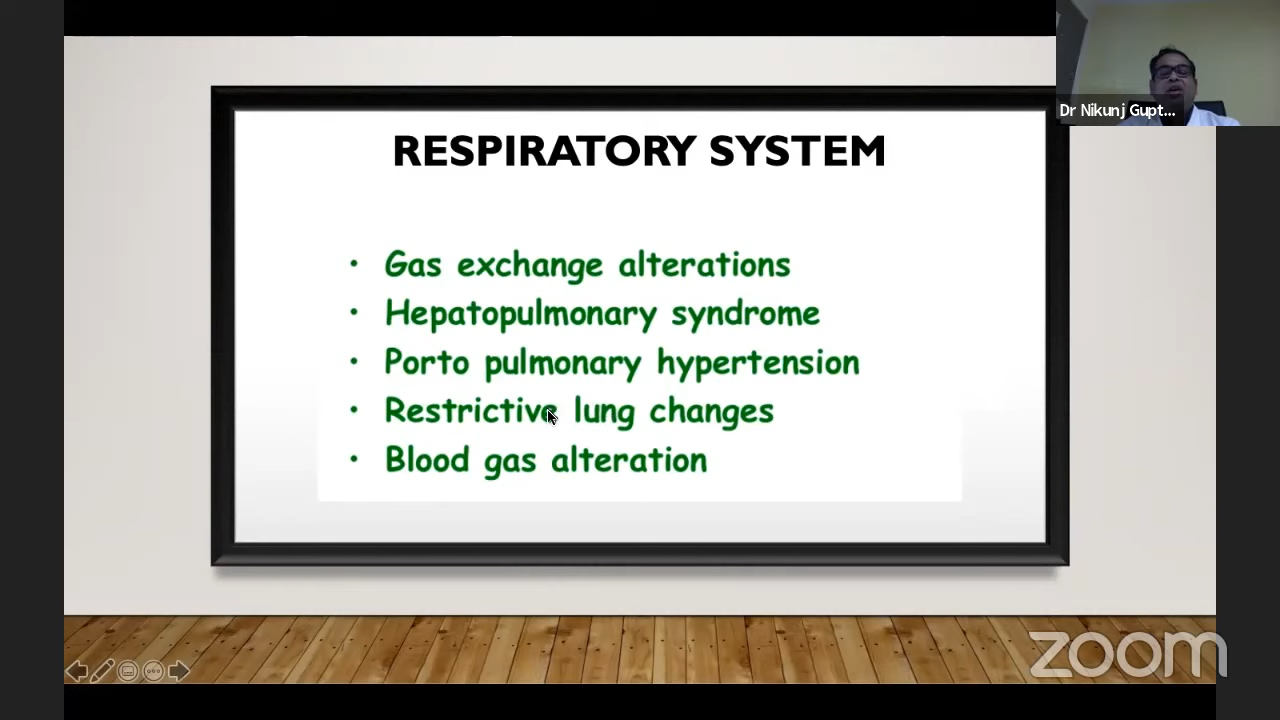 Dr Nikunj Gupt...
RESPIRATORY SYSTEM
• Gas exchange alterations
• Hepatopulmonary syndrome
• Porto pulmonary hypertension
• Restrictive lung changes
• Blood gas alteration
zoom